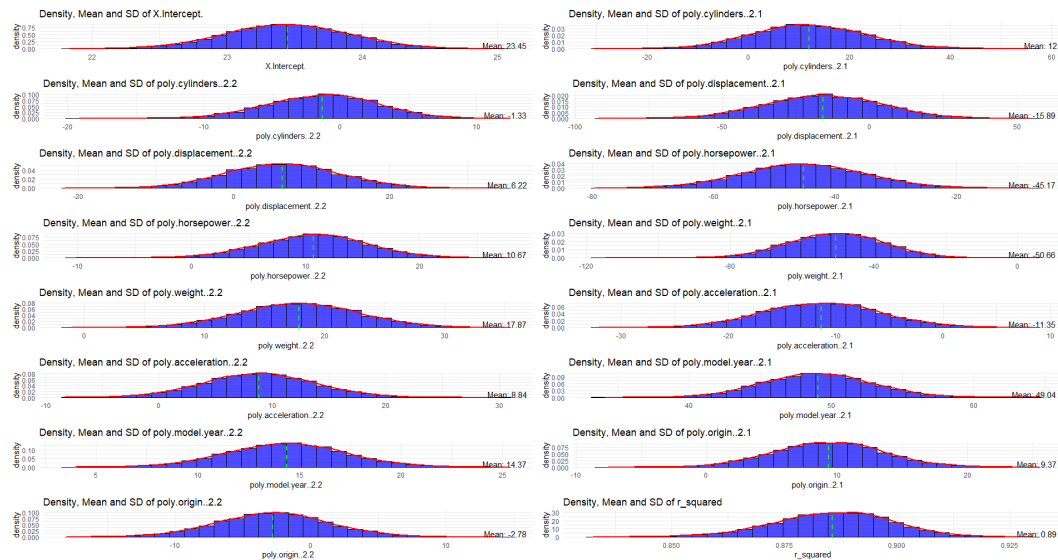 Density, Mean and SD of X.Intercept.
density
0.75
0.50
0.25
0.00
Mean: 23.45
22 23 24 25
X.Intercept.
Density, Mean and SD of poly.cylinders..2.1
density
0.03
0.02
0.01
0.00
Mean: 12
-20 0 20 40 60
poly.cylinders..2.1
Density, Mean and SD of poly.cylinders..2.2
density
0.100
0.075
0.050
0.025
0.000
Mean: -1.33
-20 -10 0 10
poly.cylinders..2.2
Density, Mean and SD of poly.displacement..2.1
density
0.020
0.015
0.010
0.005
0.000
Mean: -15.89
-100 -50 0 50
poly.displacement..2.1
Density, Mean and SD of poly.displacement..2.2
density
0.04
0.02
0.00
Mean: 6.22
-20 0 20
poly.displacement..2.2
Density, Mean and SD of poly.horsepower..2.1
density
0.04
0.03
0.02
0.01
0.00
Mean: -45.17
-80 -60 -40 -20
poly.horsepower..2.1
Density, Mean and SD of poly.horsepower..2.2
density
0.075
0.050
0.025
0.000
Mean: 10.67
-10 0 10 20
poly.horsepower..2.2
Density, Mean and SD of poly.weight..2.1
density
0.03
0.02
0.01
0.00
Mean: -50.66
-120 -80 -40 0
poly.weight..2.1
Density, Mean and SD of poly.weight..2.2
density
0.08
0.06
0.04
0.02
0.00
Mean: 17.87
0 10 20 30
poly.weight..2.2
Density, Mean and SD of poly.acceleration..2.1
density
0.06
0.04
0.02
0.00
Mean: -11.35
-30 -20 -10 0 10
poly.acceleration..2.1
Density, Mean and SD of poly.acceleration..2.2
density
0.08
0.06
0.04
0.02
0.00
Mean: 8.84
-10 0 10 20 30
poly.acceleration..2.2
Density, Mean and SD of poly.model.year..2.1
density
0.09
0.06
0.03
0.00
Mean: 49.04
40 50 60
poly.model.year..2.1
Density, Mean and SD of poly.model.year..2.2
density
0.10
0.05
0.00
Mean: 14.37
5 10 15 20 25
poly.model.year..2.2
Density, Mean and SD of poly.origin..2.1
density
0.075
0.050
0.025
0.000
Mean: 9.37
-10 0 10 20
poly.origin..2.1
Density, Mean and SD of poly.origin..2.2
density
0.100
0.075
0.050
0.025
0.000
Mean: -2.78
-10 0 10
poly.origin..2.2
Density, Mean and SD of r_squared
density
30
20
10
0
Mean: 0.89
0.850 0.875 0.900 0.925
r_squared